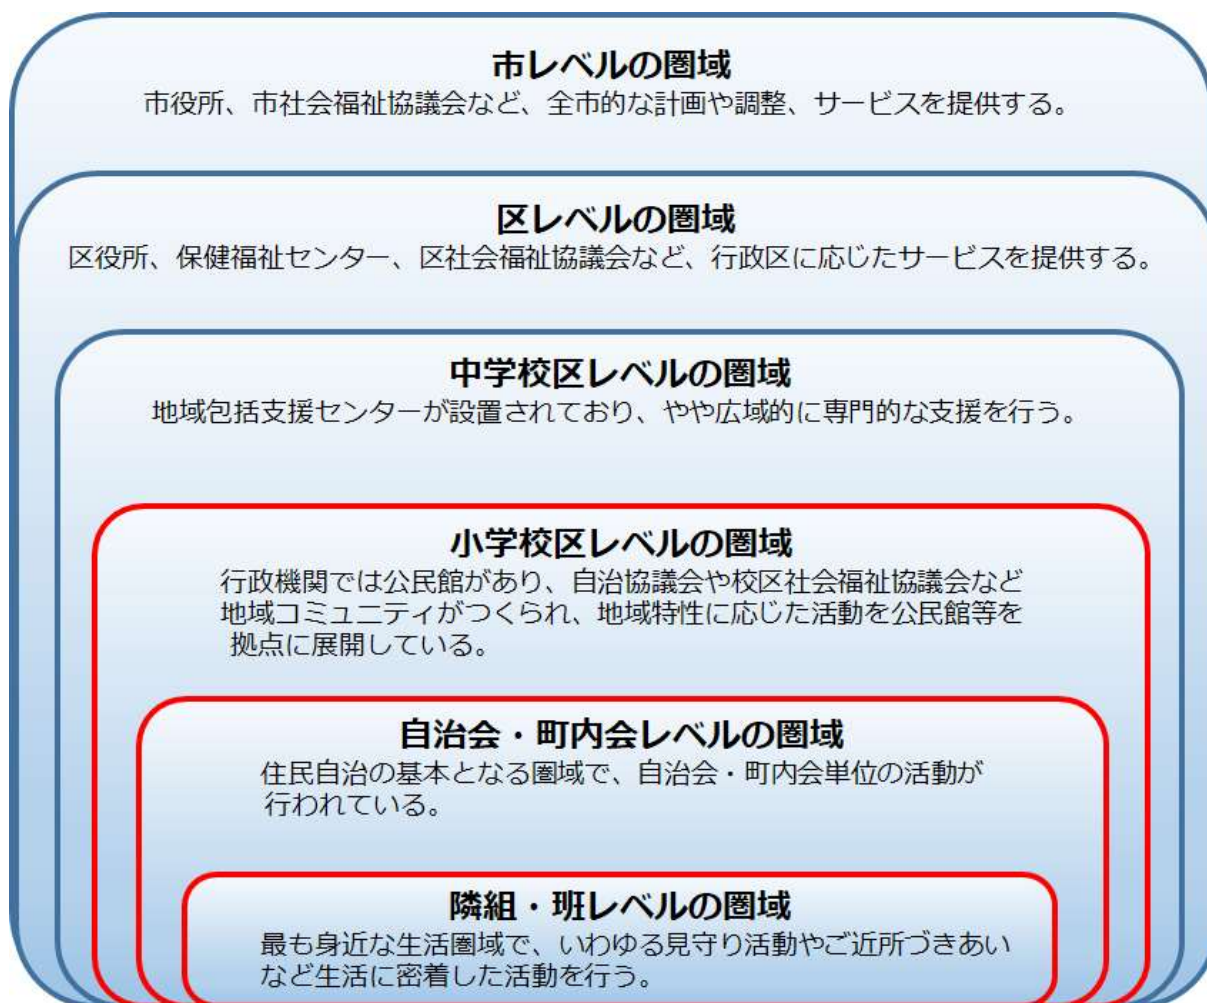 市レベルの圏域
市役所、市社会福祉協議会など、全市的な計画や調整、サービスを提供する。
区レベルの圏域
区役所、保健福祉センター、区社会福祉協議会など、行政区に応じたサービスを提供する。
中学校区レベルの圏域
地域包括支援センターが設置されており、やや広域的に専門的な支援を行う。
小学校区レベルの圏域
行政機関では公民館があり、自治協議会や校区社会福祉協議会など
地域コミュニティがつくられ、地域特性に応じた活動を公民館等を
拠点に展開している。
自治会・町内会レベルの圏域
住民自治の基本となる圏域で、自治会・町内会単位の活動が
行われている。
隣組・班レベルの圏域
最も身近な生活圏域で、いわゆる見守り活動やご近所づきあい
など生活に密着した活動を行う。